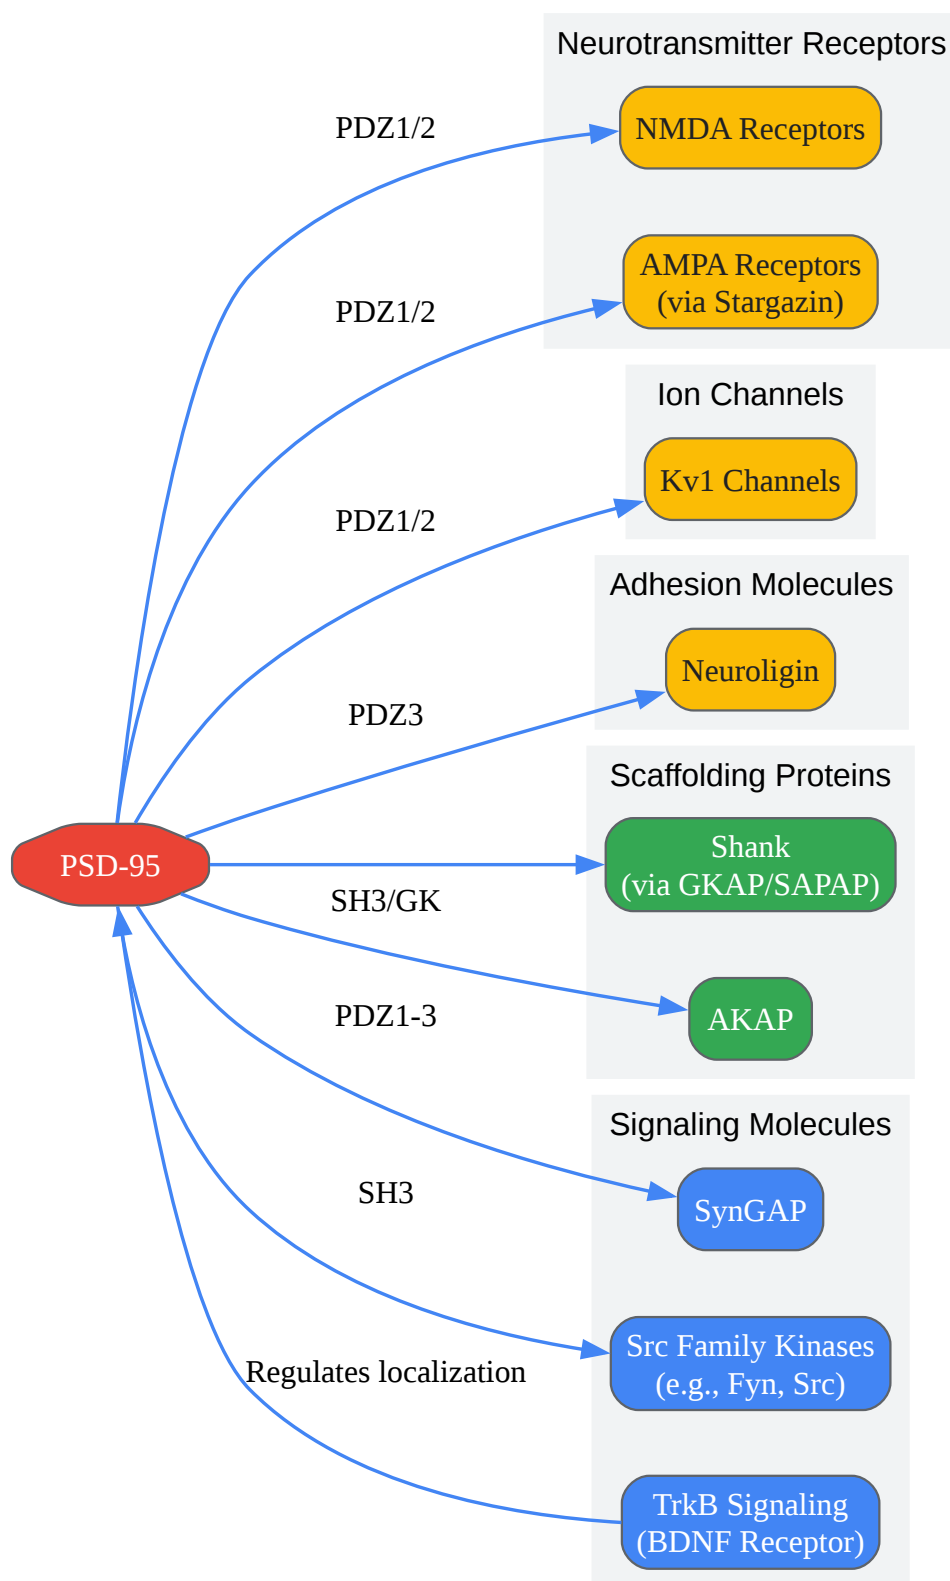 Neurotransmitter Receptors
PDZ1/2
NMDA Receptors
AMPA Receptors
(via Stargazin)
PDZ1/2
Ion Channels
Kv1 Channels
PDZ1/2
Adhesion Molecules
Neuroligin
PDZ3
Scaffolding Proteins
Shank
(via GKAP/SAPAP)
PSD-95
SH3/GK
AKAP
PDZ1-3
Signaling Molecules
SynGAP
SH3
Src Family Kinases
(e.g., Fyn, Src)
Regulates localization
TrkB Signaling
(BDNF Receptor)